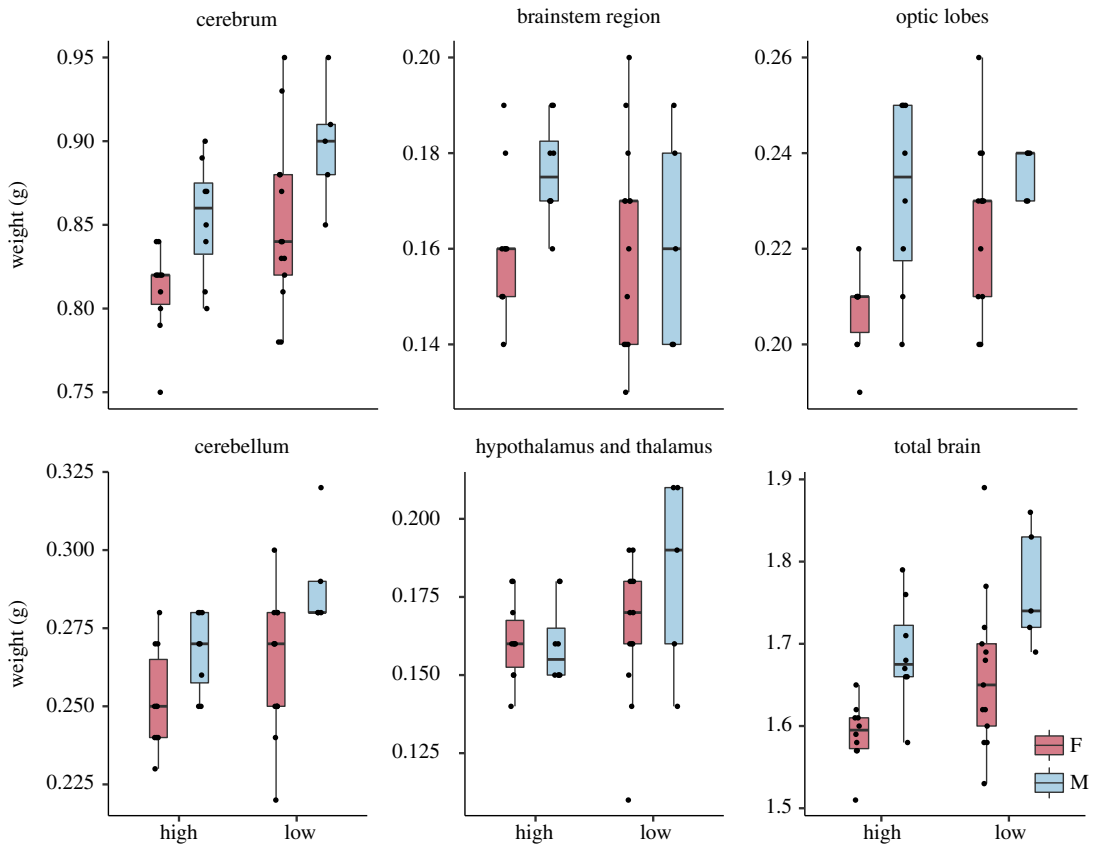 cerebrum
brainstem region
optic lobes
weight (g)
0.95
0.90
0.85
0.80
0.75
0.20
0.18
0.16
0.14
0.26
0.24
0.22
0.20
cerebellum
hypothalamus and thalamus
total brain
weight (g)
0.325
0.300
0.275
0.250
0.225
0.200
0.175
0.150
0.125
1.9
1.8
1.7
1.6
1.5
F
M
high
low
high
low
high
low